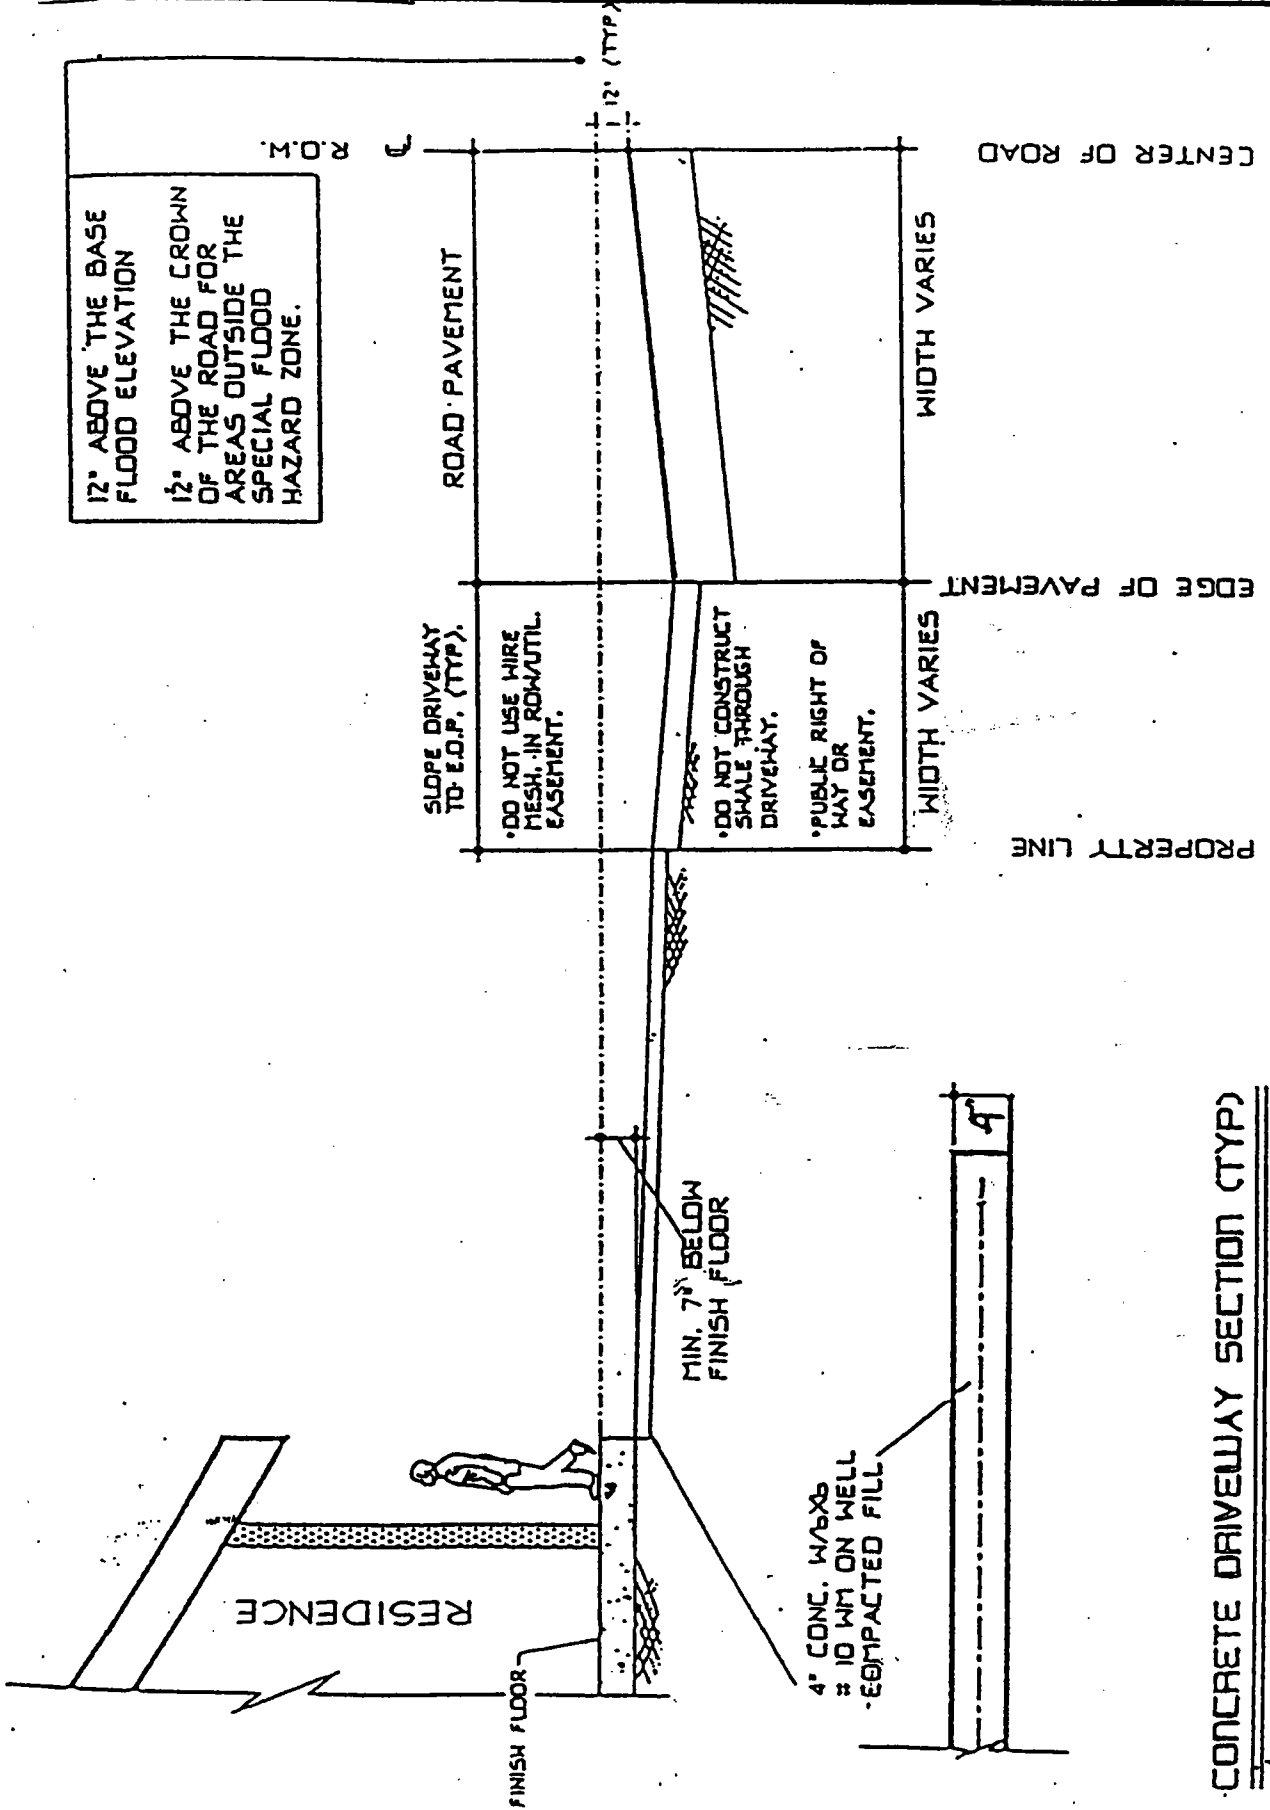 12" ABOVE THE BASE
FLOOD ELEVATION
12" ABOVE THE CROWN
OF THE ROAD FOR
AREAS OUTSIDE THE
SPECIAL FLOOD
HAZARD ZONE.
R.O.W.
℄
12" (TYP)
ROAD PAVEMENT
SLOPE DRIVEWAY
TO E.O.P. (TYP).
•DO NOT USE WIRE
MESH. IN ROW/UTIL.
EASEMENT.
•DO NOT CONSTRUCT
SWALE THROUGH
DRIVEWAY.
•PUBLIC RIGHT OF
WAY OR
EASEMENT.
WIDTH VARIES
WIDTH VARIES
CENTER OF ROAD
EDGE OF PAVEMENT
PROPERTY LINE
RESIDENCE
FINISH FLOOR
MIN. 7" BELOW
FINISH FLOOR
4" CONC. W/6X6
# 10 WM ON WELL
COMPACTED FILL
CONCRETE DRIVEWAY SECTION (TYP)